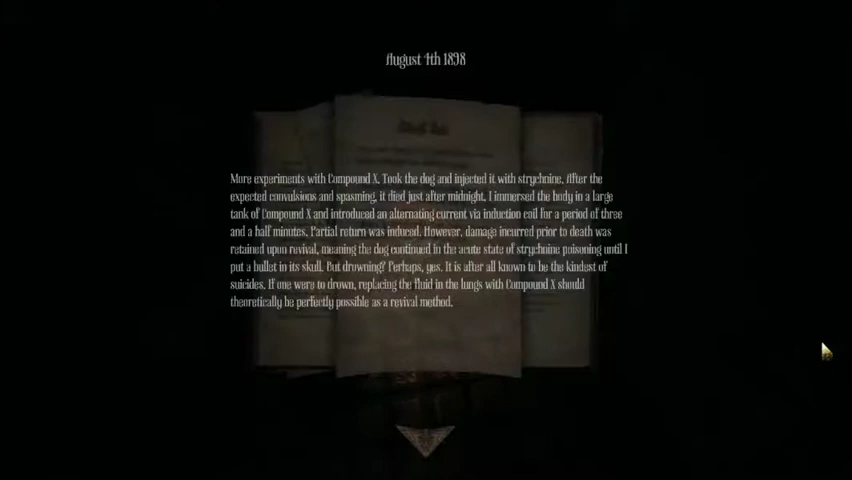 August 4th 1898
More experiments with Compound X. Took the dog and injected it with strychnine. After the
expected convulsions and spasming, it died just after midnight. I immersed the body in a large
tank of Compound X and introduced an alternating current via induction coil for a period of three
and a half minutes. Partial return was induced. However, damage incurred prior to death was
retained upon revival, meaning the dog continued in the acute state of strychnine poisoning until I
put a bullet in its skull. But drowning? Perhaps, yes. It is after all known to be the kindest of
suicides. If one were to drown, replacing the fluid in the lungs with Compound X should
theoretically be perfectly possible as a revival method.